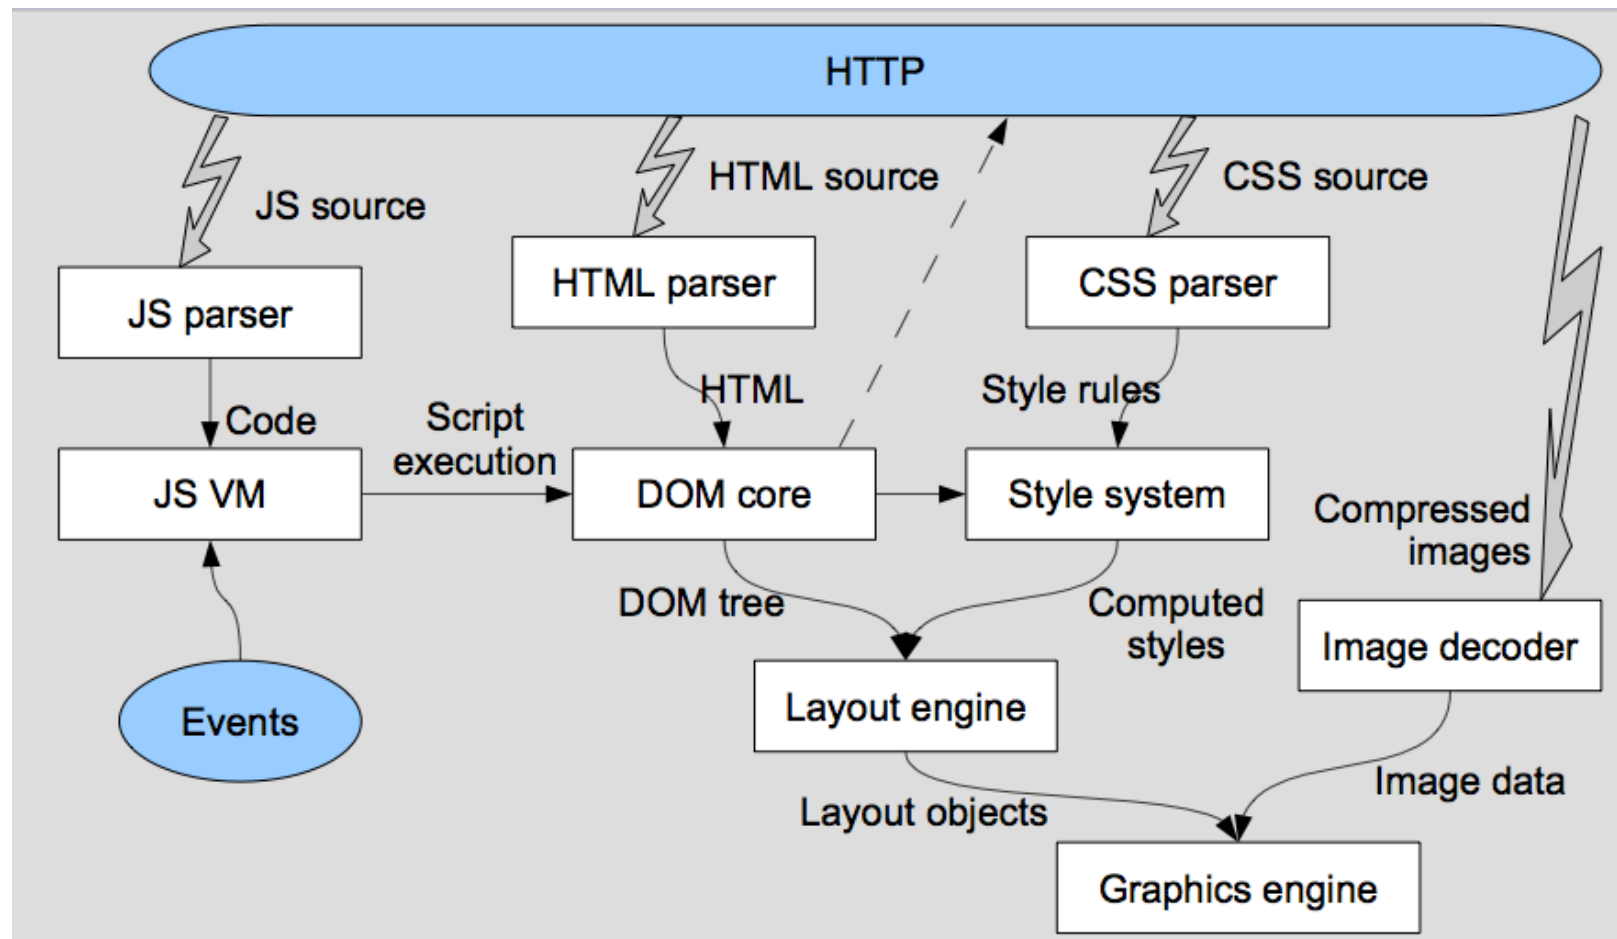 HTTP
JS source
HTML source
CSS source
JS parser
HTML parser
CSS parser
Code
Script
execution
HTML
Style rules
JS VM
DOM core
Style system
Compressed
images
DOM tree
Computed
styles
Image decoder
Events
Layout engine
Image data
Layout objects
Graphics engine